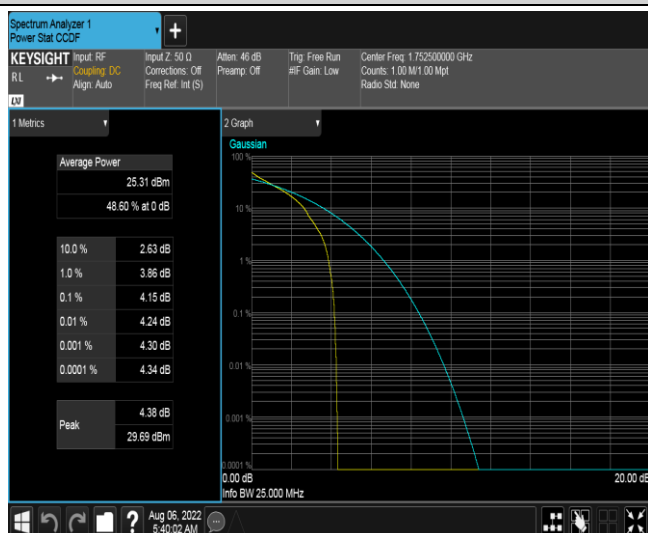 Spectrum Analyzer 1
Power Stat CCDF
+
KEYSIGHT Input: RF Input Z: 50 Ω Atten: 46 dB Trig: Free Run Center Freq: 1.752500000 GHz
RL Coupling: DC Corrections: Off Preamp: Off #IF Gain: Low Counts: 1.00 M/1.00 Mpt
Align: Auto Freq Ref: Int (S) Radio Std: None
LXI
1 Metrics
2 Graph
Gaussian
Average Power
25.31 dBm
48.60 % at 0 dB
10.0 % 2.63 dB
1.0 % 3.86 dB
0.1 % 4.15 dB
0.01 % 4.24 dB
0.001 % 4.30 dB
0.0001 % 4.34 dB
Peak
4.38 dB
29.69 dBm
100 %
10 %
1 %
0.1 %
0.01 %
0.001 %
0.0001 %
0.00 dB 20.00 dB
Info BW 25.000 MHz
?
Aug 06, 2022
5:40:02 AM